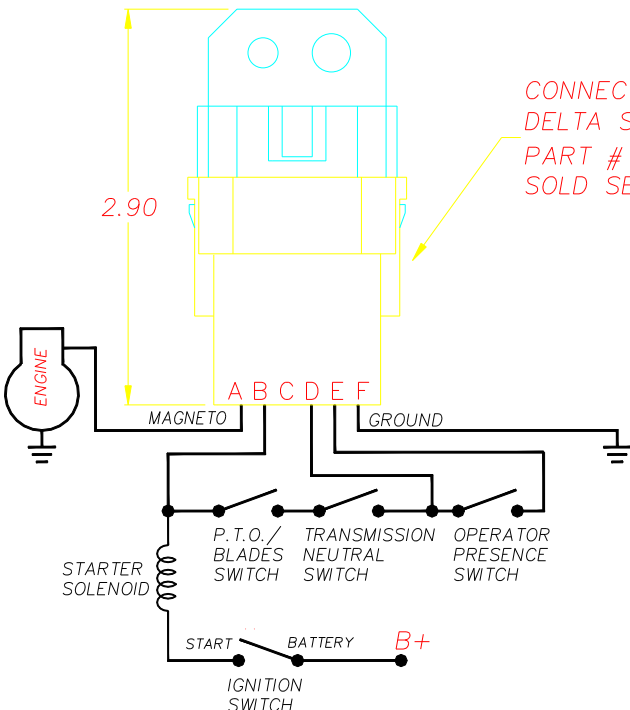 CONNEC
DELTA S
PART #
SOLD SE
2.90
ENGINE
A B C D E F
MAGNETO
GROUND
P.T.O./
BLADES
SWITCH
TRANSMISSION
NEUTRAL
SWITCH
OPERATOR
PRESENCE
SWITCH
STARTER
SOLENOID
START
BATTERY
B+
IGNITION
SWITCH